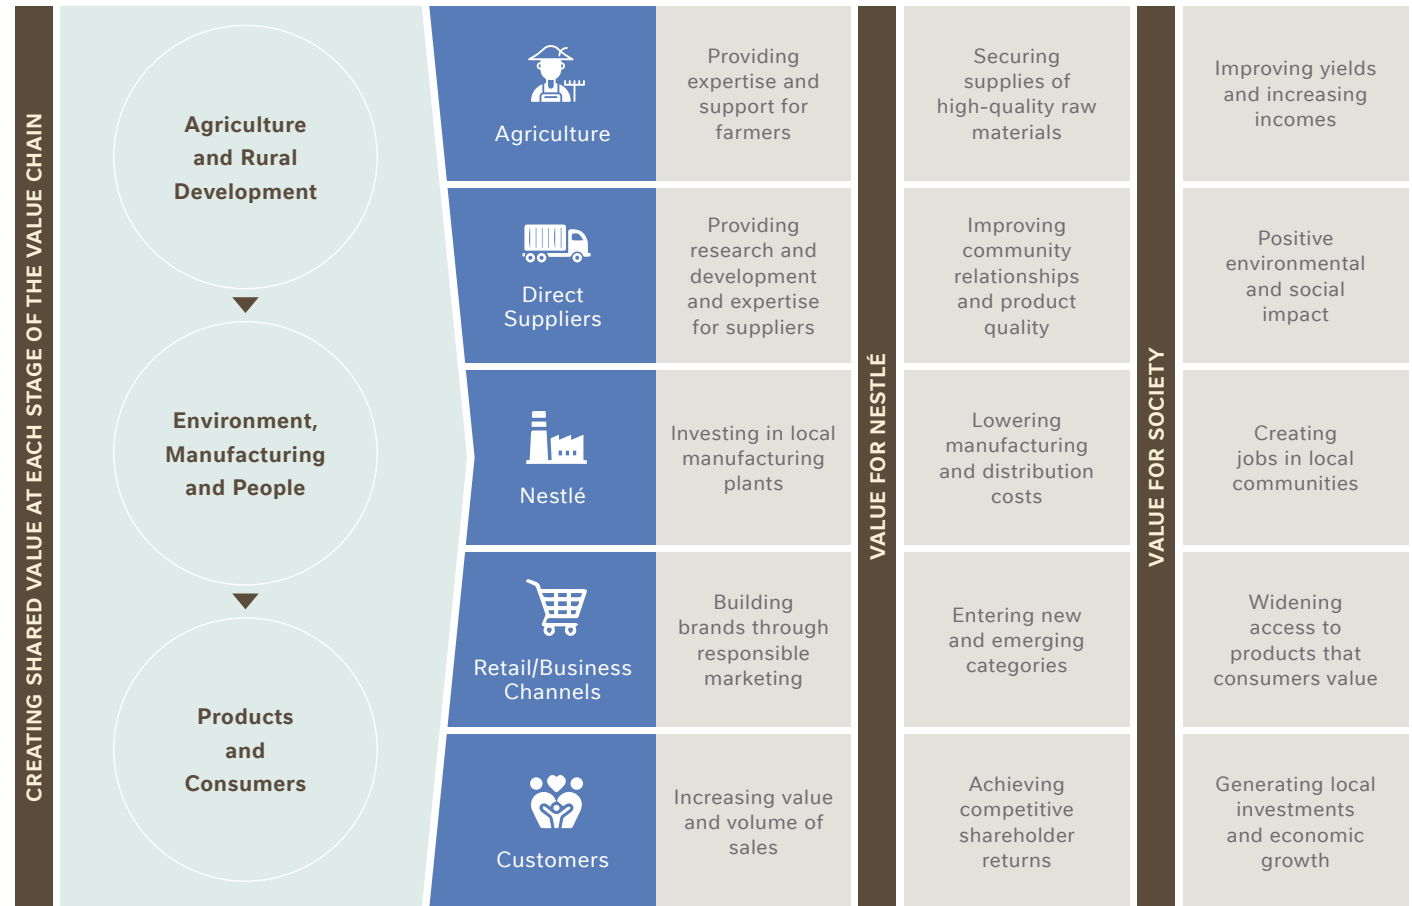 CREATING SHARED VALUE AT EACH STAGE OF THE VALUE CHAIN
Agriculture
and Rural
Development
Environment,
Manufacturing
and People
Products
and
Consumers
Agriculture
Providing
expertise and
support for
farmers
Direct
Suppliers
Providing
research and
development
and expertise
for suppliers
Nestlé
Investing in local
manufacturing
plants
Retail/Business
Channels
Building
brands through
responsible
marketing
Customers
Increasing value
and volume of
sales
VALUE FOR NESTLÉ
Securing
supplies of
high-quality raw
materials
Improving
community
relationships
and product
quality
Lowering
manufacturing
and distribution
costs
Entering new
and emerging
categories
Achieving
competitive
shareholder
returns
VALUE FOR SOCIETY
Improving yields
and increasing
incomes
Positive
environmental
and social
impact
Creating
jobs in local
communities
Widening
access to
products that
consumers value
Generating local
investments
and economic
growth